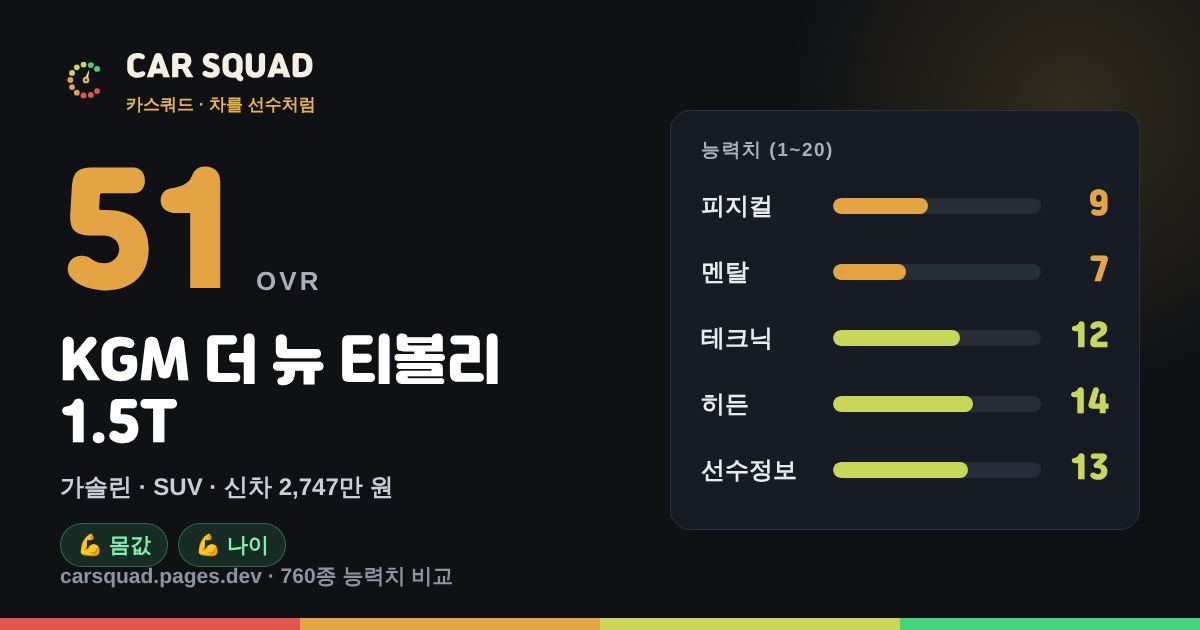 CAR SQUAD
카스쿼드 · 차를 선수처럼
51 OVR
KGM 더 뉴 티볼리
1.5T
가솔린 · SUV · 신차 2,747만 원
💪 몸값 💪 나이
carsquad.pages.dev · 760종 능력치 비교
능력치 (1~20)
피지컬 9
멘탈 7
테크닉 12
히든 14
선수정보 13